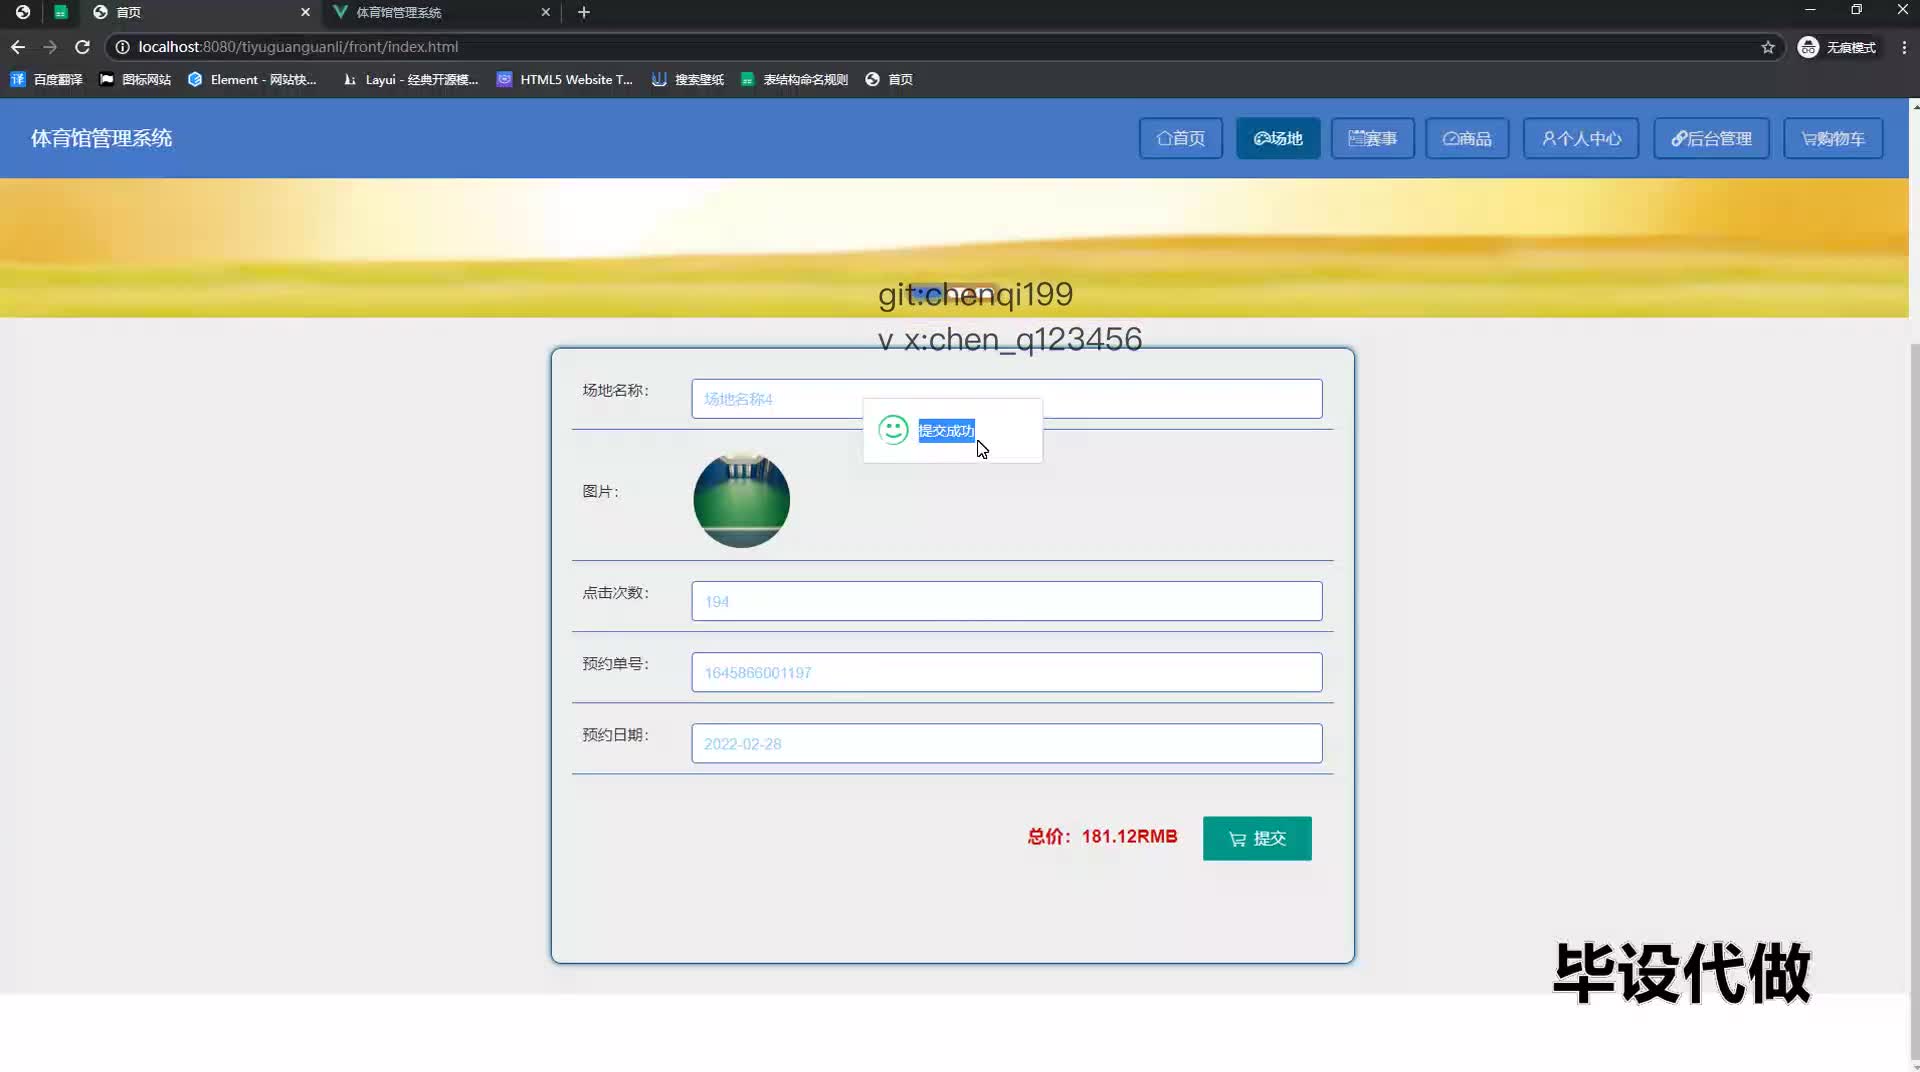 首页
体育馆管理系统
localhost:8080/tiyuguanguanli/front/index.html
无痕模式
百度翻译
图标网站
Element - 网站快...
Layui - 经典开源模...
HTML5 Website T...
搜索壁纸
表结构命名规则
首页
体育馆管理系统
首页
场地
赛事
商品
个人中心
后台管理
购物车
git:chenqi199
v x:chen_q123456
场地名称：
场地名称4
提交成功
图片：
点击次数：
194
预约单号：
1645866001197
预约日期：
2022-02-28
总价：181.12RMB
提交
毕设代做